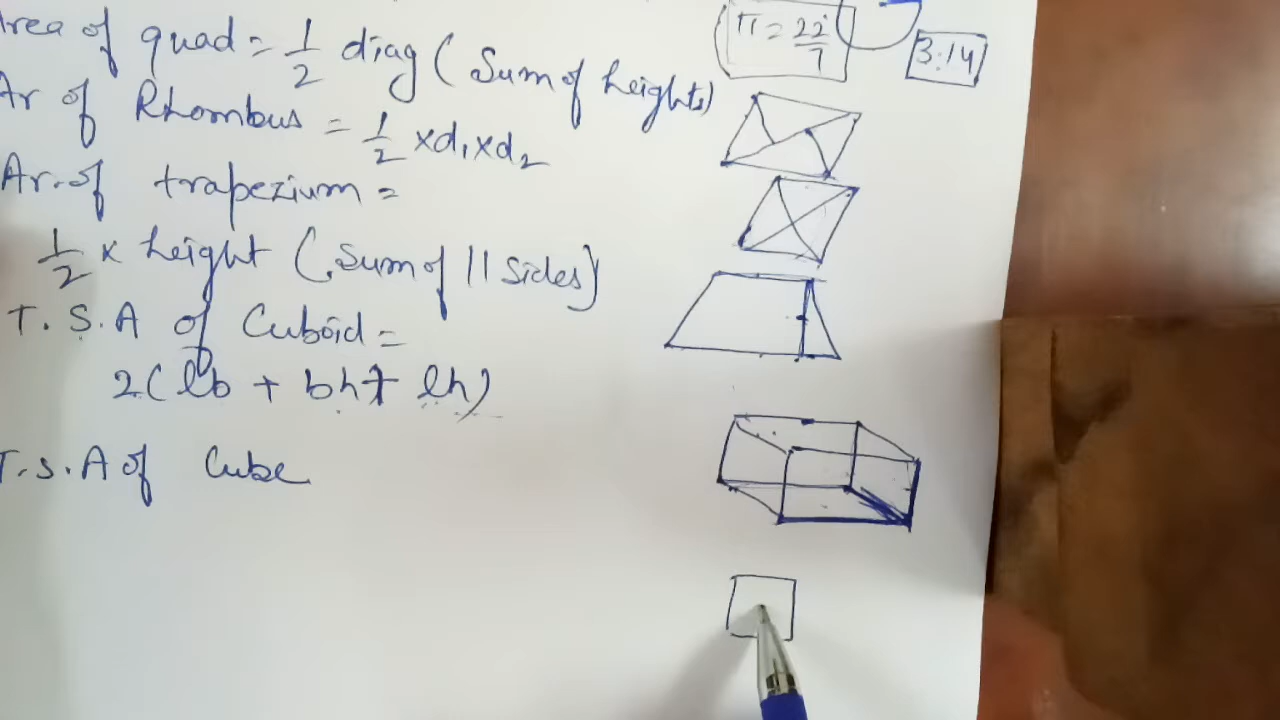 Area of quad = 1/2 diag (Sum of heights)
π = 22/7
3.14
Ar of Rhombus = 1/2 × d1 × d2
Ar. of trapezium =
1/2 × height (Sum of || sides)
T. S. A of Cuboid =
2(lb + bh + lh)
T. S. A of Cube